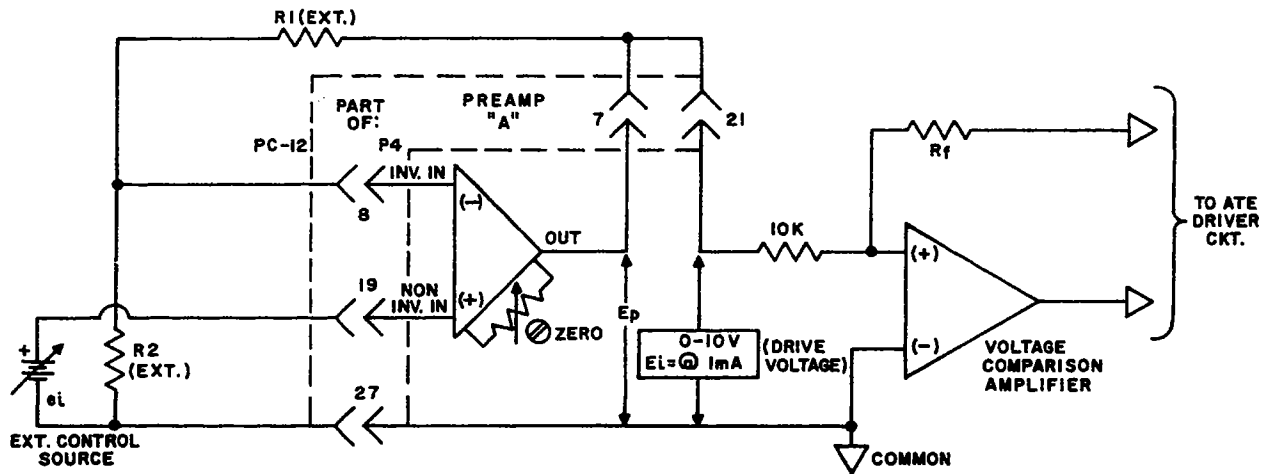 R1 (EXT.)
PART OF:
PREAMP "A"
PC-12
P4
7
21
INV. IN
(−)
8
OUT
19
NON INV. IN
(+)
ZERO
Ep
10K
Rf
(+)
(−)
0-10V
Ei = @ 1mA
(DRIVE VOLTAGE)
VOLTAGE COMPARISON AMPLIFIER
TO ATE DRIVER CKT.
+
ei
R2 (EXT.)
27
EXT. CONTROL SOURCE
COMMON